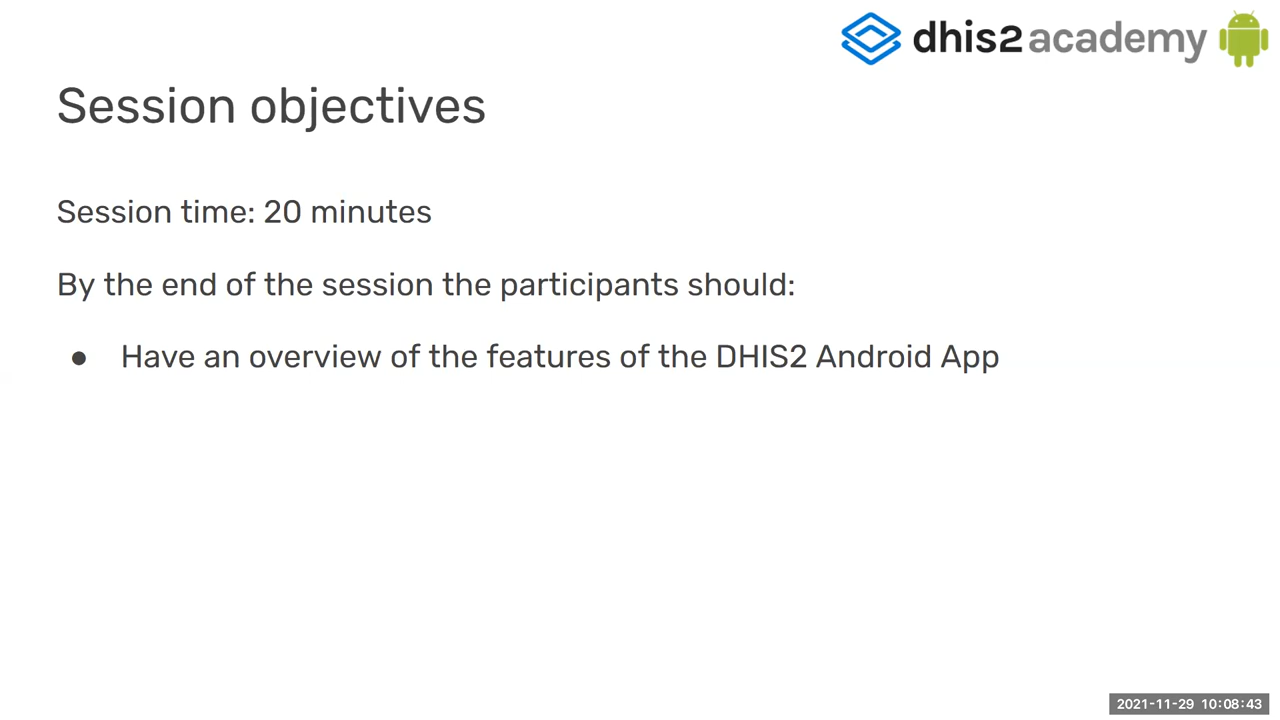 dhis2 academy
Session objectives
Session time: 20 minutes
By the end of the session the participants should:
● Have an overview of the features of the DHIS2 Android App
2021-11-29 10:08:43